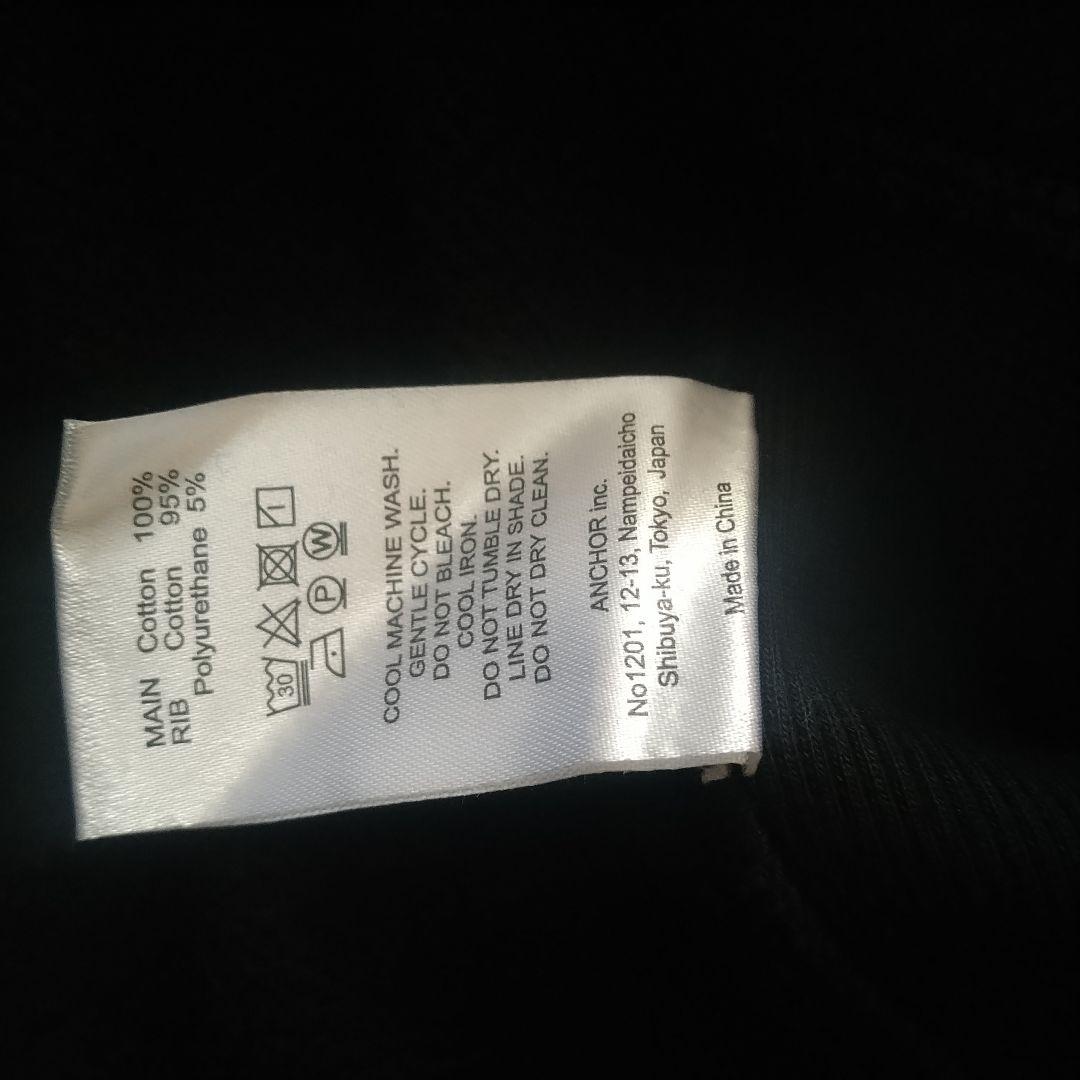 MAIN Cotton 100%
RIB Cotton 95%
Polyurethane 5%
30
P W
COOL MACHINE WASH.
GENTLE CYCLE.
DO NOT BLEACH.
COOL IRON.
DO NOT TUMBLE DRY.
LINE DRY IN SHADE.
DO NOT DRY CLEAN.
ANCHOR inc.
No1201, 12-13, Nampeidaicho
Shibuya-ku, Tokyo, Japan
Made in China